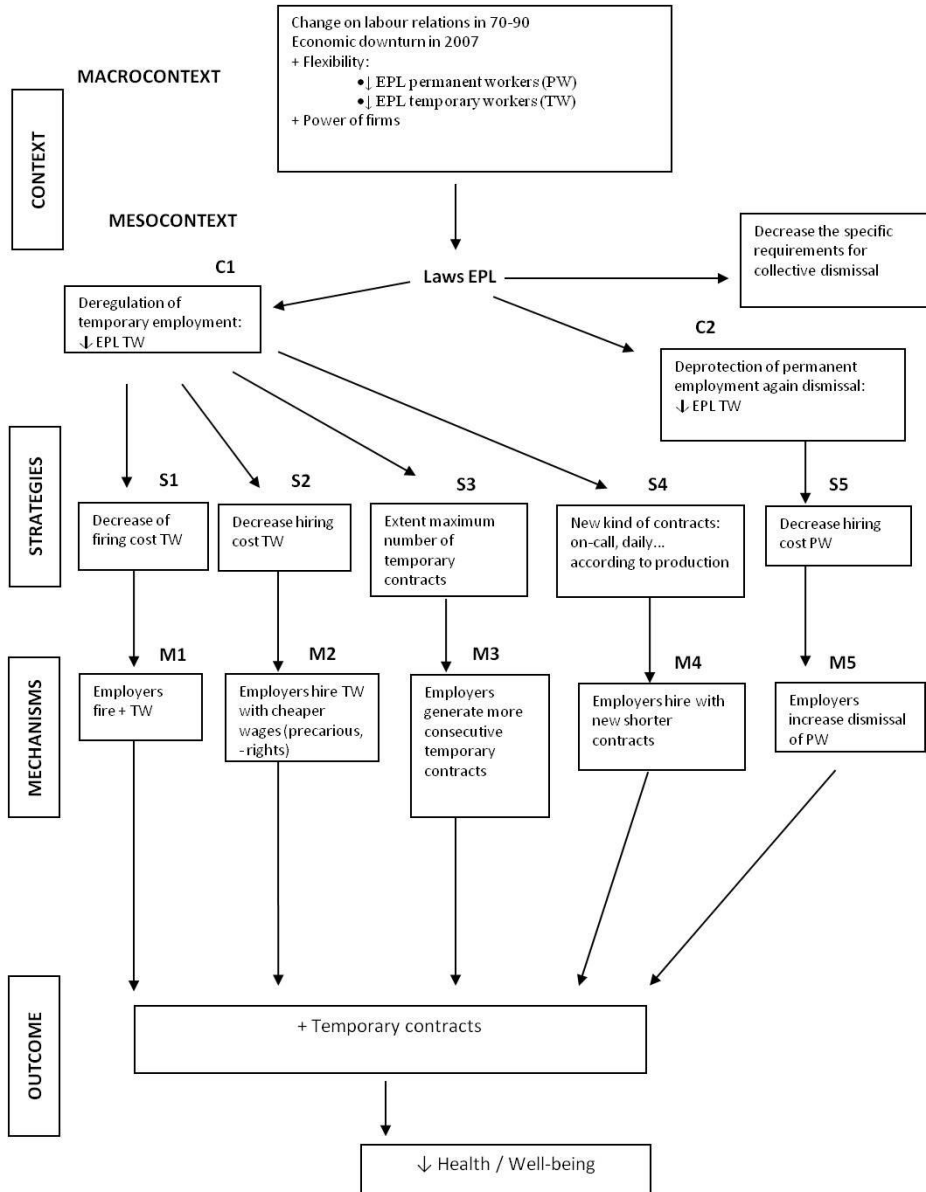 Change on labour relations in 70-90
Economic downturn in 2007
+ Flexibility:
•↓ EPL permanent workers (PW)
•↓ EPL temporary workers (TW)
+ Power of firms
MACROCONTEXT
CONTEXT
MESOCONTEXT
Decrease the specific
requirements for
collective dismissal
C1
Laws EPL
Deregulation of
temporary employment:
↓ EPL TW
C2
Deprotection of permanent
employment again dismissal:
↓ EPL TW
STRATEGIES
S1
Decrease of
firing cost TW
S2
Decrease hiring
cost TW
S3
Extent maximum
number of
temporary
contracts
S4
New kind of contracts:
on-call, daily...
according to production
S5
Decrease hiring
cost PW
MECHANISMS
M1
Employers
fire + TW
M2
Employers hire TW
with cheaper
wages (precarious,
- rights)
M3
Employers
generate more
consecutive
temporary
contracts
M4
Employers hire with
new shorter
contracts
M5
Employers
increase dismissal
of PW
OUTCOME
+ Temporary contracts
↓ Health / Well-being